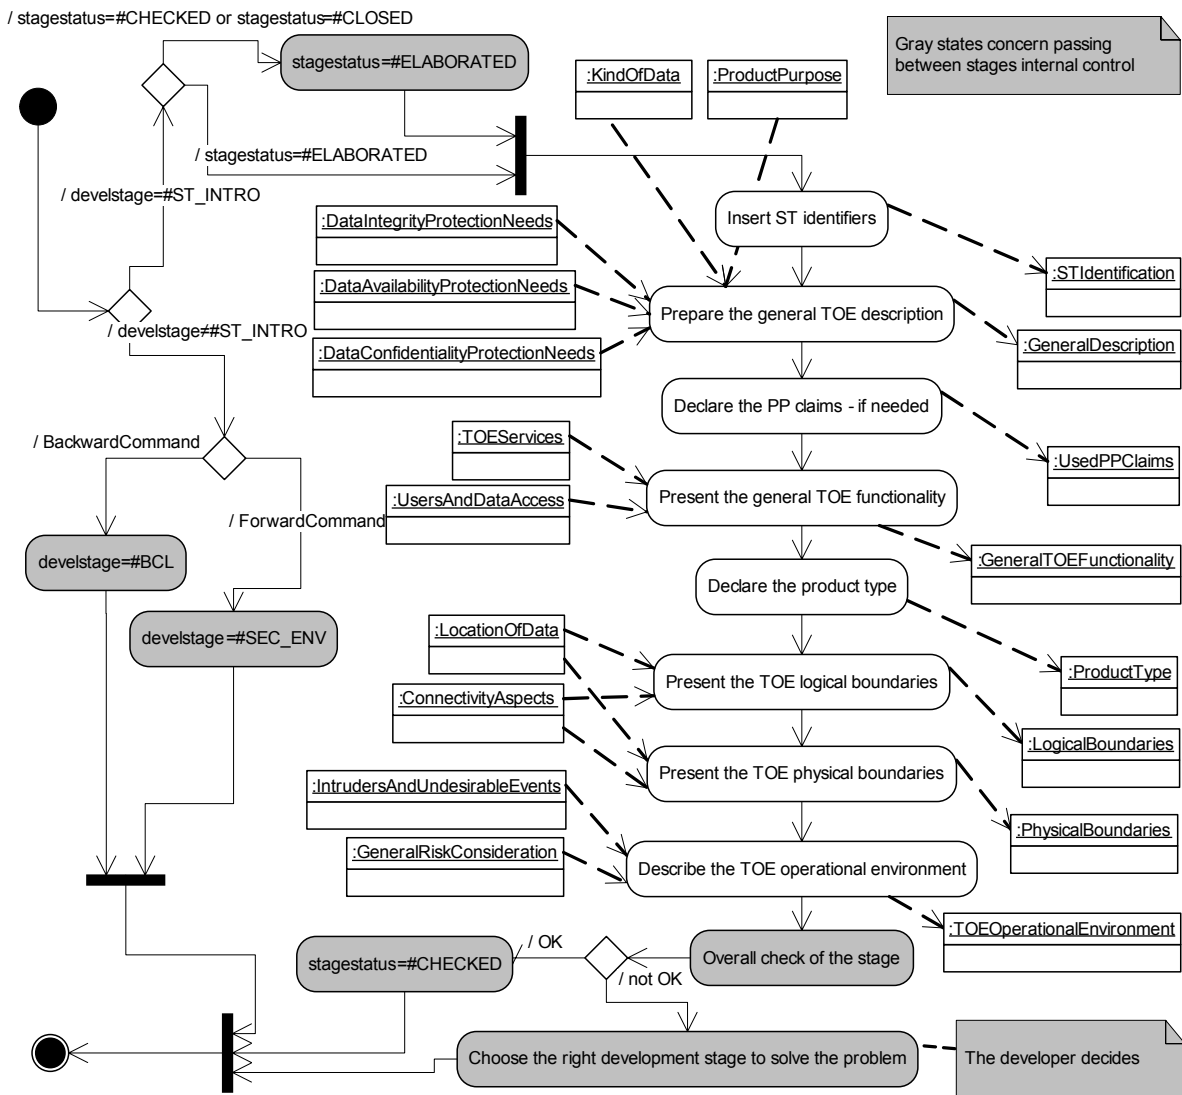 / stagestatus=#CHECKED or stagestatus=#CLOSED
stagestatus=#ELABORATED
Gray states concern passing
between stages internal control
:KindOfData
:ProductPurpose
/ stagestatus=#ELABORATED
/ develstage=#ST_INTRO
Insert ST identifiers
:DataIntegrityProtectionNeeds
:STIdentification
:DataAvailabilityProtectionNeeds
Prepare the general TOE description
/ develstage≠#ST_INTRO
:DataConfidentialityProtectionNeeds
:GeneralDescription
Declare the PP claims - if needed
/ BackwardCommand
:TOEServices
:UsedPPClaims
:UsersAndDataAccess
Present the general TOE functionality
/ ForwardCommand
develstage=#BCL
:GeneralTOEFunctionality
Declare the product type
develstage=#SEC_ENV
:LocationOfData
:ProductType
:ConnectivityAspects
Present the TOE logical boundaries
:LogicalBoundaries
Present the TOE physical boundaries
:IntrudersAndUndesirableEvents
:PhysicalBoundaries
:GeneralRiskConsideration
Describe the TOE operational environment
:TOEOperationalEnvironment
/ OK
stagestatus=#CHECKED
Overall check of the stage
/ not OK
Choose the right development stage to solve the problem
The developer decides